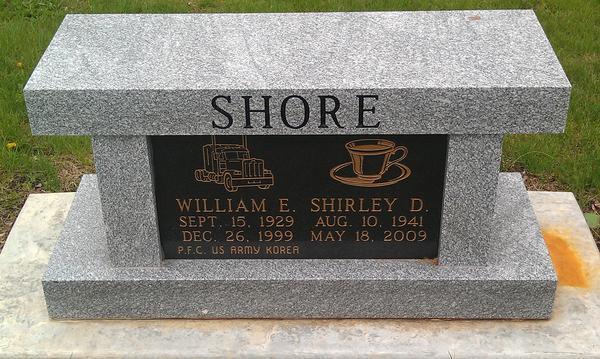 SHORE
WILLIAM E. SHIRLEY D.
SEPT. 15, 1929 AUG. 10, 1941
DEC. 26, 1999 MAY 18, 2009
P.F.C. US ARMY KOREA